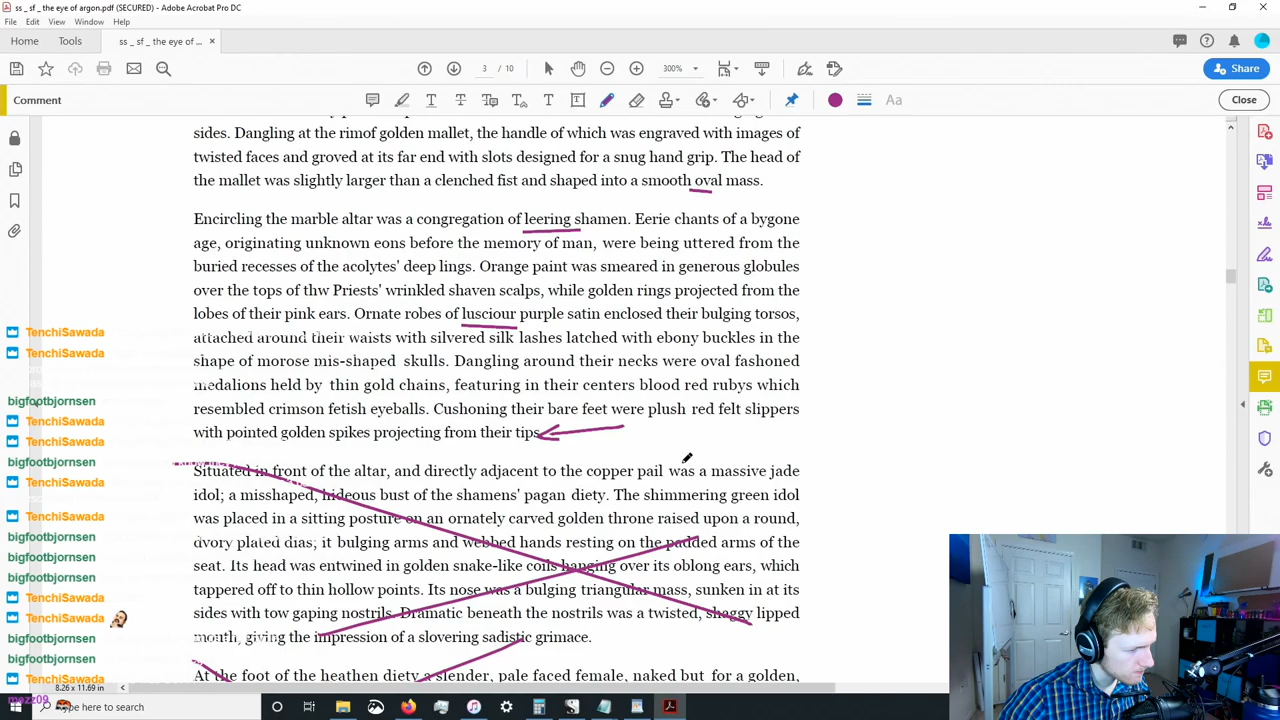 ss _ sf _ the eye of argon.pdf (SECURED) - Adobe Acrobat Pro DC
File Edit View Window Help
Home Tools ss _ sf _ the eye of ... ×
3 / 10 300% Share
Comment Aa Close
sides. Dangling at the rimof golden mallet, the handle of which was engraved with images of
twisted faces and groved at its far end with slots designed for a snug hand grip. The head of
the mallet was slightly larger than a clenched fist and shaped into a smooth oval mass.
Encircling the marble altar was a congregation of leering shamen. Eerie chants of a bygone
age, originating unknown eons before the memory of man, were being uttered from the
buried recesses of the acolytes' deep lings. Orange paint was smeared in generous globules
over the tops of thw Priests' wrinkled shaven scalps, while golden rings projected from the
lobes of their pink ears. Ornate robes of lusciour purple satin enclosed their bulging torsos,
attached around their waists with silvered silk lashes latched with ebony buckles in the
shape of morose mis-shaped skulls. Dangling around their necks were oval fashoned
medalions held by thin gold chains, featuring in their centers blood red rubys which
resembled crimson fetish eyeballs. Cushoning their bare feet were plush red felt slippers
with pointed golden spikes projecting from their tips.
Situated in front of the altar, and directly adjacent to the copper pail was a massive jade
idol; a misshaped, hideous bust of the shamens' pagan diety. The shimmering green idol
was placed in a sitting posture on an ornately carved golden throne raised upon a round,
dvory plated dias; it bulging arms and webbed hands resting on the padded arms of the
seat. Its head was entwined in golden snake-like coils hanging over its oblong ears, which
tappered off to thin hollow points. Its nose was a bulging triangular mass, sunken in at its
sides with tow gaping nostrils. Dramatic beneath the nostrils was a twisted, shaggy lipped
mouth, giving the impression of a slovering sadistic grimace.
At the foot of the heathen diety a slender, pale faced female, naked but for a golden,
TenchiSawada
TenchiSawada
bigfootbjornsen
TenchiSawada
TenchiSawada
bigfootbjornsen
TenchiSawada
TenchiSawada
bigfootbjornsen
bigfootbjornsen
bigfootbjornsen
TenchiSawada
TenchiSawada
bigfootbjornsen
bigfootbjornsen
TenchiSawada
mozz09
8.26 x 11.69 in
Type here to search